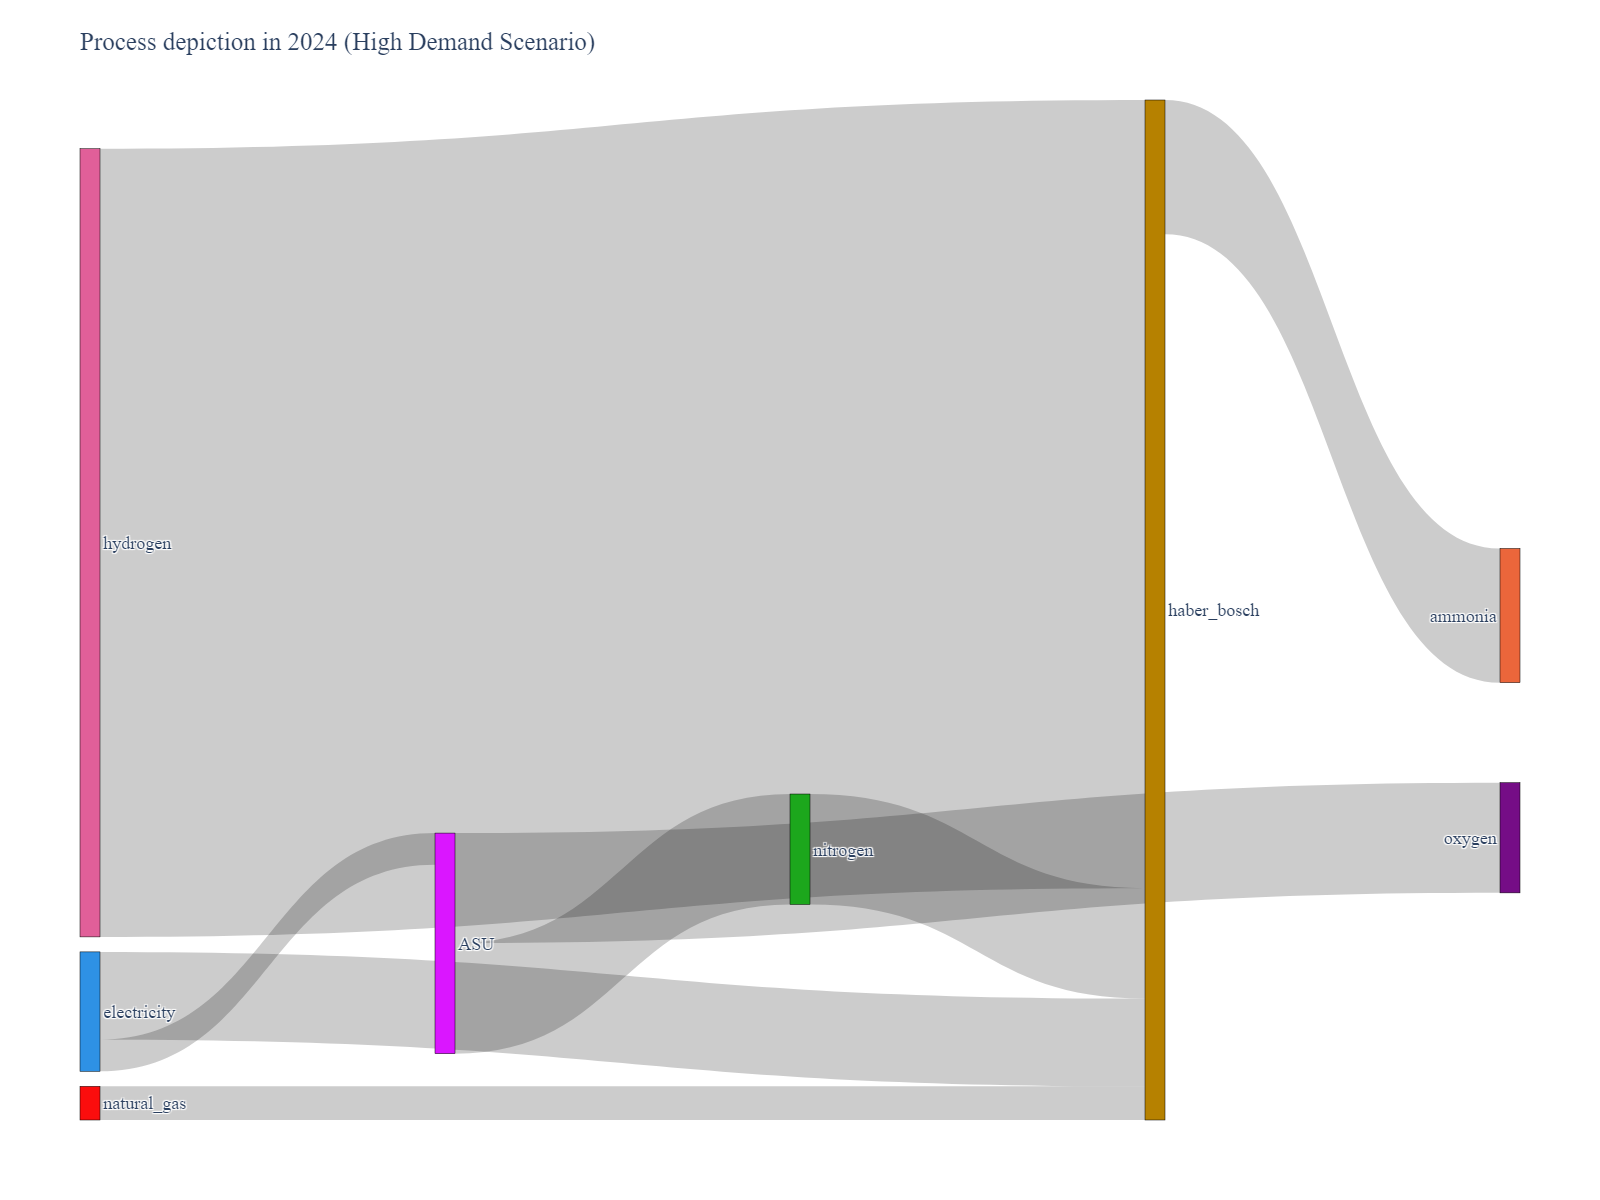 Process depiction in 2024 (High Demand Scenario)
hydrogen
haber_bosch
ammonia
oxygen
nitrogen
ASU
electricity
natural_gas